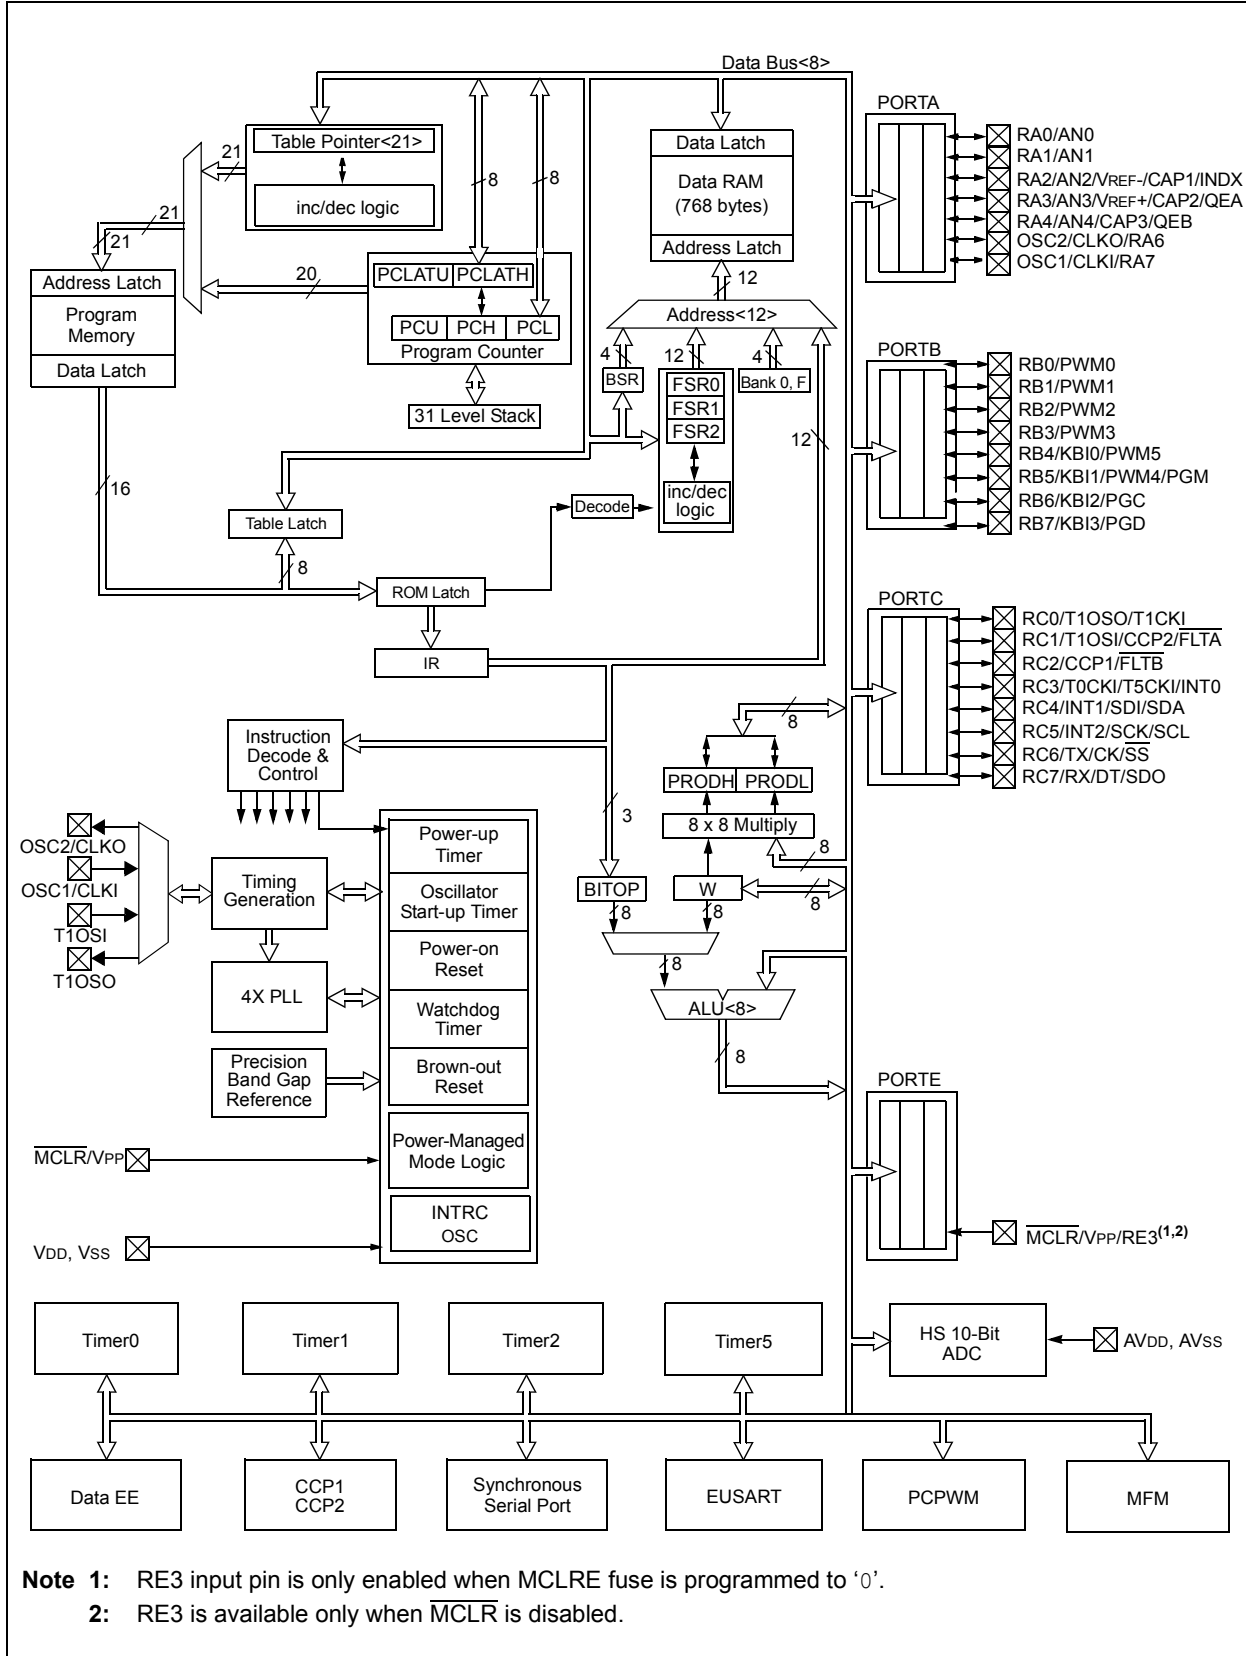 Data Bus<8>
PORTA
Table Pointer<21>
inc/dec logic
21
21
21
20
8
8
Data Latch
Data RAM
(768 bytes)
Address Latch
12
Address<12>
RA0/AN0
RA1/AN1
RA2/AN2/VREF-/CAP1/INDX
RA3/AN3/VREF+/CAP2/QEA
RA4/AN4/CAP3/QEB
OSC2/CLKO/RA6
OSC1/CLKI/RA7
Address Latch
Program
Memory
Data Latch
PCLATU PCLATH
PCU PCH PCL
Program Counter
31 Level Stack
4
12
4
BSR
FSR0
FSR1
FSR2
inc/dec
logic
Bank 0, F
12
PORTB
RB0/PWM0
RB1/PWM1
RB2/PWM2
RB3/PWM3
RB4/KBI0/PWM5
RB5/KBI1/PWM4/PGM
RB6/KBI2/PGC
RB7/KBI3/PGD
16
Table Latch
8
Decode
ROM Latch
IR
PORTC
RC0/T1OSO/T1CKI
RC1/T1OSI/CCP2/FLTA
RC2/CCP1/FLTB
RC3/T0CKI/T5CKI/INT0
RC4/INT1/SDI/SDA
RC5/INT2/SCK/SCL
RC6/TX/CK/SS
RC7/RX/DT/SDO
Instruction
Decode &
Control
8
PRODH PRODL
8 x 8 Multiply
3
8
BITOP
W
8
8
8
8
ALU<8>
8
OSC2/CLKO
OSC1/CLKI
T1OSI
T1OSO
Timing
Generation
4X PLL
Precision
Band Gap
Reference
Power-up
Timer
Oscillator
Start-up Timer
Power-on
Reset
Watchdog
Timer
Brown-out
Reset
Power-Managed
Mode Logic
INTRC
OSC
MCLR/VPP
VDD, VSS
PORTE
MCLR/VPP/RE3(1,2)
Timer0
Timer1
Timer2
Timer5
HS 10-Bit
ADC
AVDD, AVSS
Data EE
CCP1
CCP2
Synchronous
Serial Port
EUSART
PCPWM
MFM
Note 1: RE3 input pin is only enabled when MCLRE fuse is programmed to ‘0’.
2: RE3 is available only when MCLR is disabled.